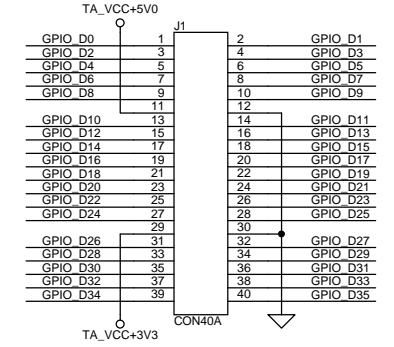 TA_VCC+5V0
J1
GPIO_D0 1 2 GPIO_D1
GPIO_D2 3 4 GPIO_D3
GPIO_D4 5 6 GPIO_D5
GPIO_D6 7 8 GPIO_D7
GPIO_D8 9 10 GPIO_D9
11 12
GPIO_D10 13 14 GPIO_D11
GPIO_D12 15 16 GPIO_D13
GPIO_D14 17 18 GPIO_D15
GPIO_D16 19 20 GPIO_D17
GPIO_D18 21 22 GPIO_D19
GPIO_D20 23 24 GPIO_D21
GPIO_D22 25 26 GPIO_D23
GPIO_D24 27 28 GPIO_D25
29 30
GPIO_D26 31 32 GPIO_D27
GPIO_D28 33 34 GPIO_D29
GPIO_D30 35 36 GPIO_D31
GPIO_D32 37 38 GPIO_D33
GPIO_D34 39 40 GPIO_D35
CON40A
TA_VCC+3V3